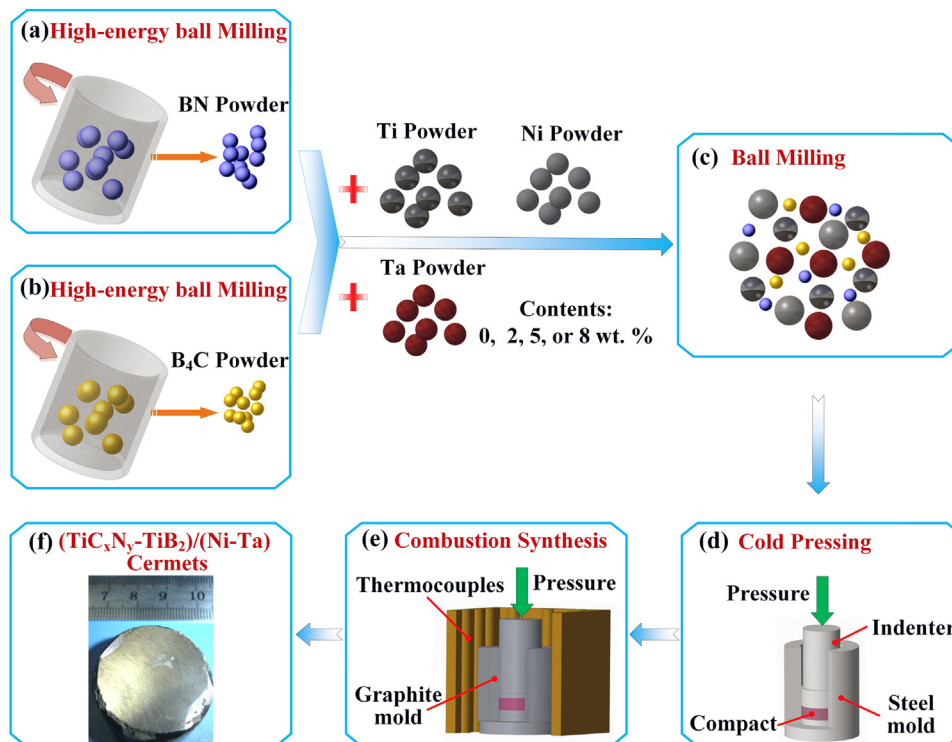 (a) High-energy ball Milling
BN Powder
(b) High-energy ball Milling
B₄C Powder
Ti Powder
Ni Powder
Ta Powder
Contents:
0, 2, 5, or 8 wt. %
(c) Ball Milling
(d) Cold Pressing
Pressure
Indenter
Compact
Steel
mold
(e) Combustion Synthesis
Thermocouples
Pressure
Graphite
mold
(f) (TiCₓNᵧ-TiB₂)/(Ni-Ta)
Cermets
7 8 9 10